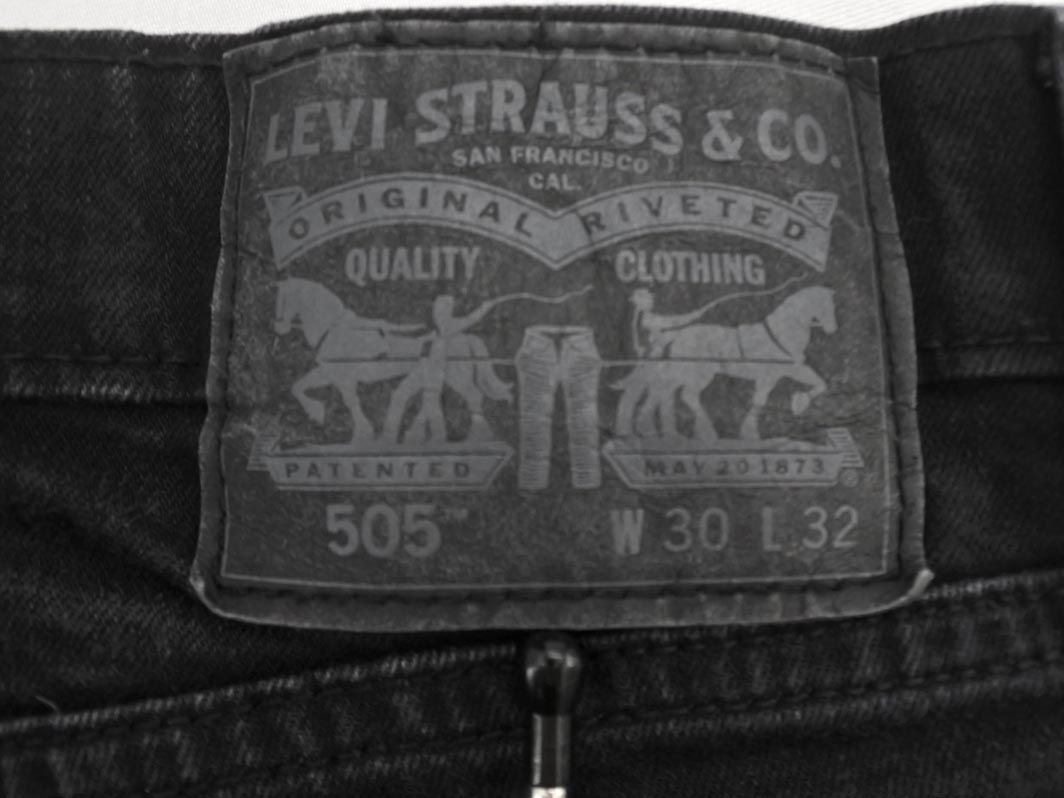 LEVI STRAUSS & CO.
SAN FRANCISCO
CAL.
ORIGINAL RIVETED
QUALITY CLOTHING
PATENTED MAY 20 1873 ®
505™ W 30 L 32